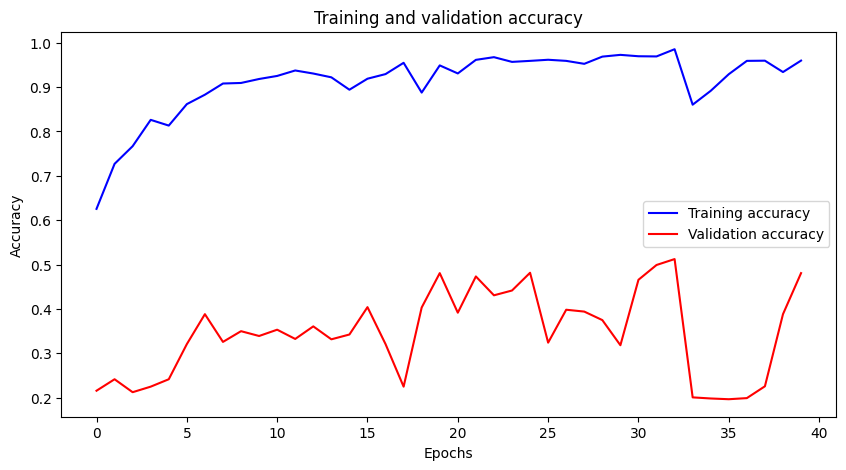 Training and validation accuracy
1.0
0.9
0.8
0.7
0.6
0.5
0.4
0.3
0.2
Accuracy
Training accuracy
Validation accuracy
0 5 10 15 20 25 30 35 40
Epochs